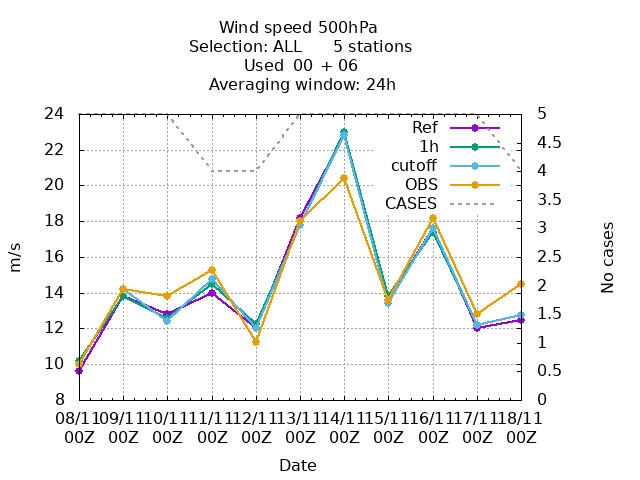 Wind speed 500hPa
Selection: ALL 5 stations
Used 00 + 06
Averaging window: 24h
24
22
20
18
16
14
12
10
8
m/s
5
4.5
4
3.5
3
2.5
2
1.5
1
0.5
0
No cases
Ref
1h
cutoff
OBS
CASES
08/11 09/11 10/11 11/11 12/11 13/11 14/11 15/11 16/11 17/11 18/11
00Z 00Z 00Z 00Z 00Z 00Z 00Z 00Z 00Z 00Z 00Z
Date